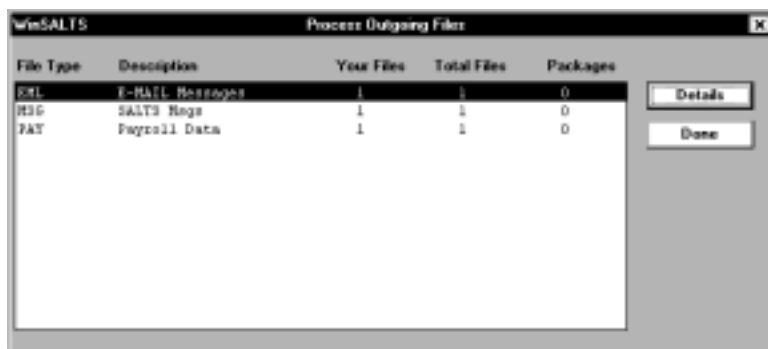 WinSALTS Process Outgoing Files X
File Type Description Your Files Total Files Packages
EML E-MAIL Messages 1 1 0
MSG SALTS Msgs 1 1 0
PAY Payroll Data 1 1 0
Details
Done